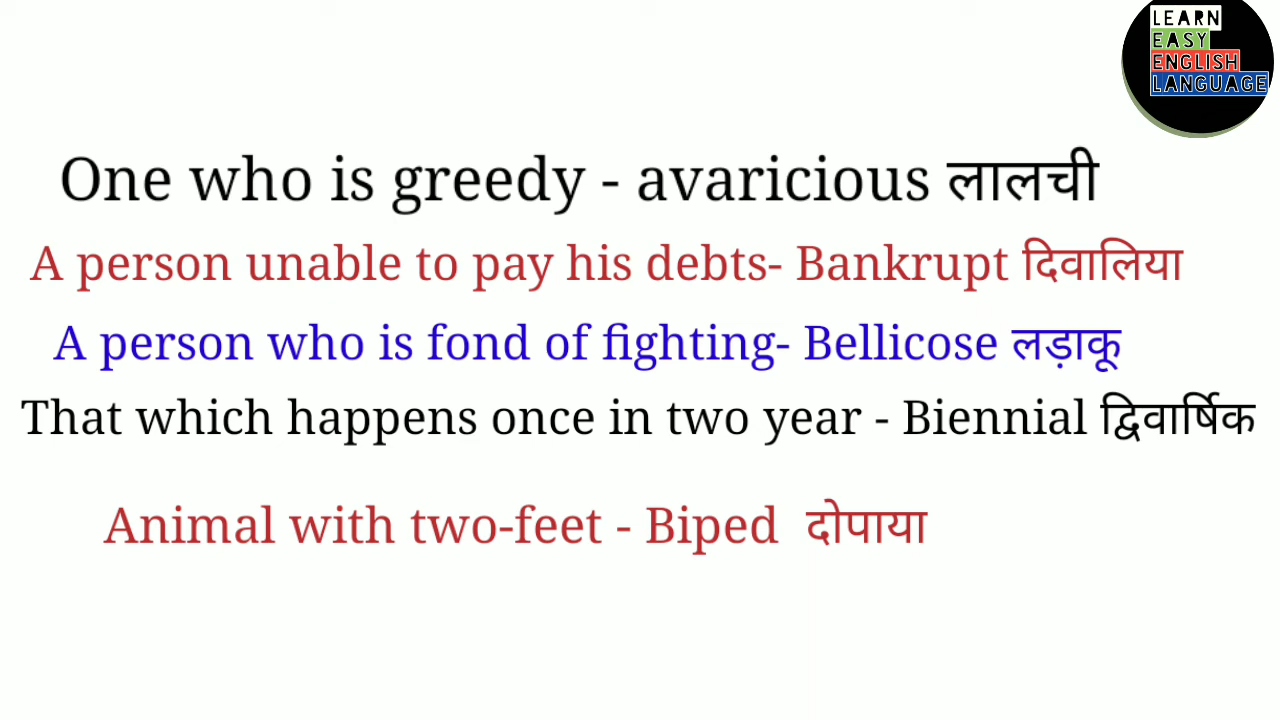 LEARN
EASY
ENGLISH
LANGUAGE
One who is greedy - avaricious लालची
A person unable to pay his debts- Bankrupt दिवालिया
A person who is fond of fighting- Bellicose लड़ाकू
That which happens once in two year - Biennial द्विवार्षिक
Animal with two-feet - Biped दोपाया